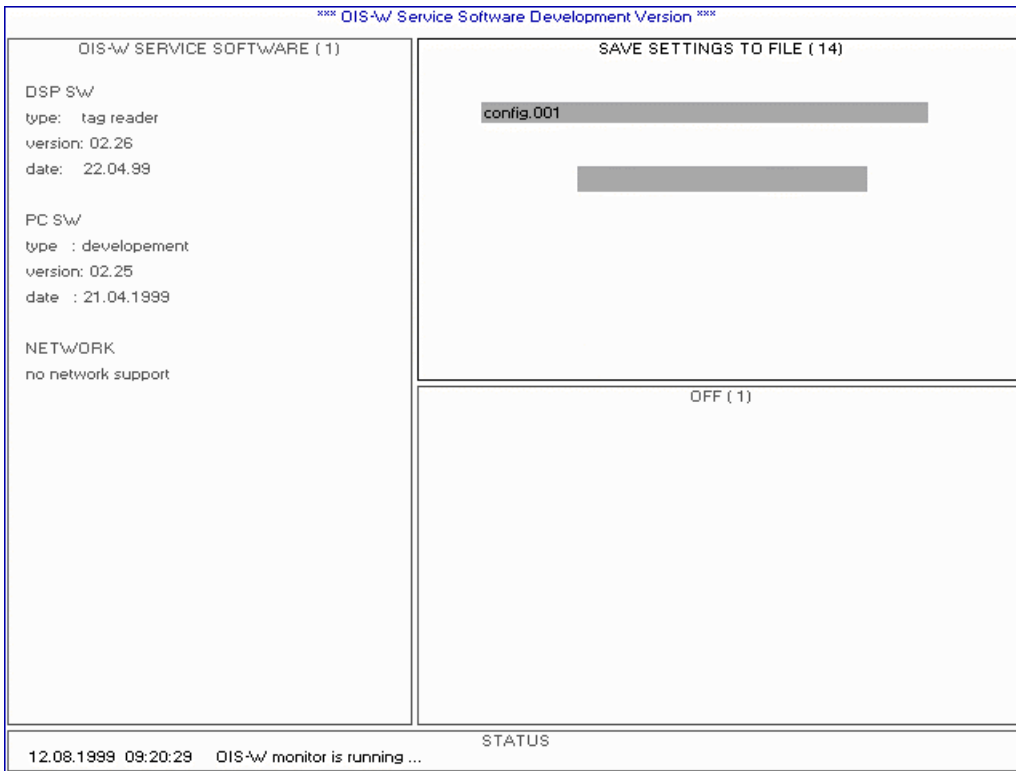 *** OIS-W Service Software Development Version ***
OIS-W SERVICE SOFTWARE ( 1)
DSP SW
type: tag reader
version: 02.26
date: 22.04.99
PC SW
type : developement
version: 02.25
date : 21.04.1999
NETWORK
no network support
SAVE SETTINGS TO FILE ( 14)
config.001
OFF ( 1)
STATUS
12.08.1999 09:20:29 OIS-W monitor is running ...